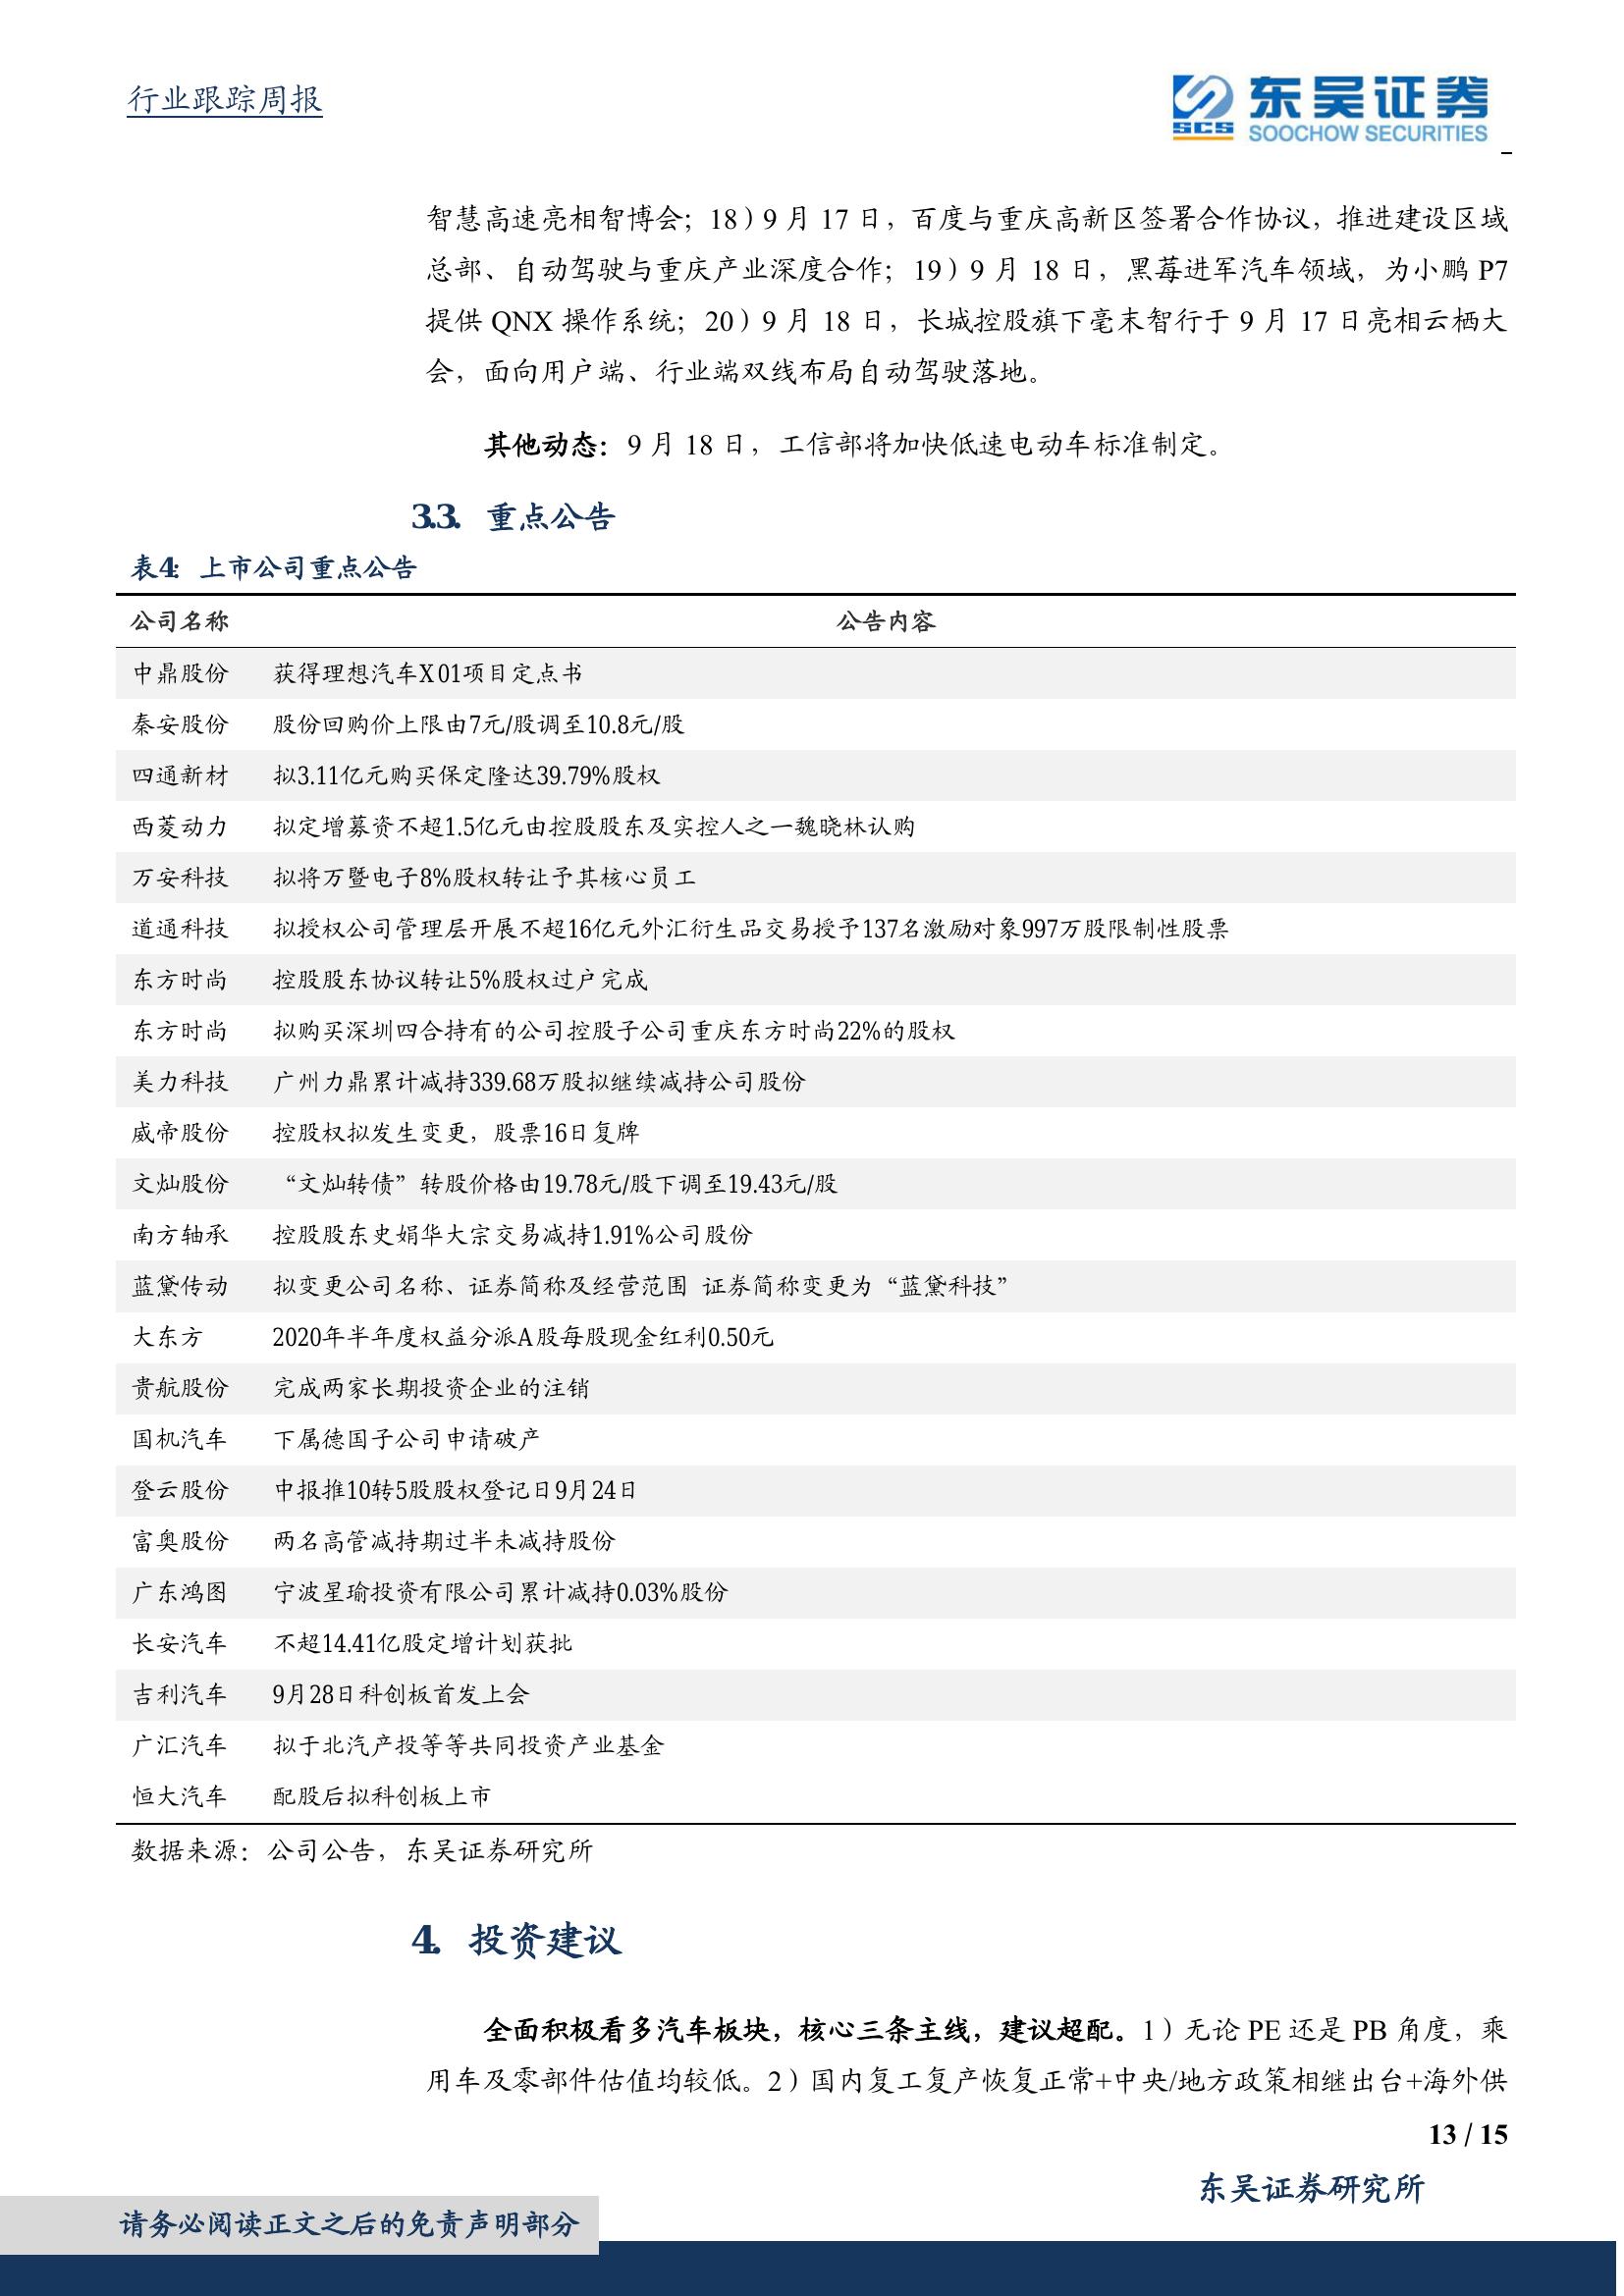 行业跟踪周报
SCS 东吴证券
SOOCHOW SECURITIES
智慧高速亮相智博会；18）9 月 17 日，百度与重庆高新区签署合作协议，推进建设区域
总部、自动驾驶与重庆产业深度合作；19）9 月 18 日，黑莓进军汽车领域，为小鹏 P7
提供 QNX 操作系统；20）9 月 18 日，长城控股旗下毫末智行于 9 月 17 日亮相云栖大
会，面向用户端、行业端双线布局自动驾驶落地。
其他动态：9 月 18 日，工信部将加快低速电动车标准制定。
3.3. 重点公告
表4: 上市公司重点公告
公司名称 公告内容
中鼎股份 获得理想汽车X01项目定点书
秦安股份 股份回购价上限由7元/股调至10.8元/股
四通新材 拟3.11亿元购买保定隆达39.79%股权
西菱动力 拟定增募资不超1.5亿元由控股股东及实控人之一魏晓林认购
万安科技 拟将万暨电子8%股权转让予其核心员工
道通科技 拟授权公司管理层开展不超16亿元外汇衍生品交易授予137名激励对象997万股限制性股票
东方时尚 控股股东协议转让5%股权过户完成
东方时尚 拟购买深圳四合持有的公司控股子公司重庆东方时尚22%的股权
美力科技 广州力鼎累计减持339.68万股拟继续减持公司股份
威帝股份 控股权拟发生变更，股票16日复牌
文灿股份 “文灿转债”转股价格由19.78元/股下调至19.43元/股
南方轴承 控股股东史娟华大宗交易减持1.91%公司股份
蓝黛传动 拟变更公司名称、证券简称及经营范围 证券简称变更为“蓝黛科技”
大东方 2020年半年度权益分派A股每股现金红利0.50元
贵航股份 完成两家长期投资企业的注销
国机汽车 下属德国子公司申请破产
登云股份 中报推10转5股股权登记日9月24日
富奥股份 两名高管减持期过半未减持股份
广东鸿图 宁波星瑜投资有限公司累计减持0.03%股份
长安汽车 不超14.41亿股定增计划获批
吉利汽车 9月28日科创板首发上会
广汇汽车 拟于北汽产投等等共同投资产业基金
恒大汽车 配股后拟科创板上市
数据来源：公司公告，东吴证券研究所
4. 投资建议
全面积极看多汽车板块，核心三条主线，建议超配。1）无论 PE 还是 PB 角度，乘
用车及零部件估值均较低。2）国内复工复产恢复正常+中央/地方政策相继出台+海外供
13 / 15
东吴证券研究所
请务必阅读正文之后的免责声明部分